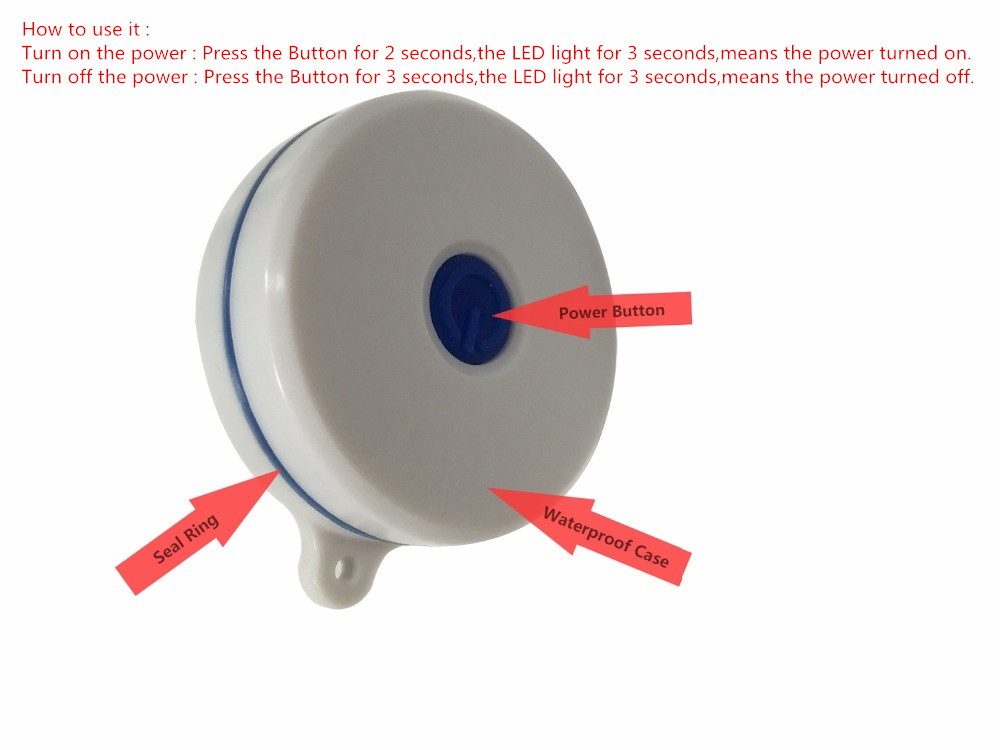 How to use it :
Turn on the power : Press the Button for 2 seconds,the LED light for 3 seconds,means the power turned on.
Turn off the power : Press the Button for 3 seconds,the LED light for 3 seconds,means the power turned off.
Power Button
Seal Ring
Waterproof Case